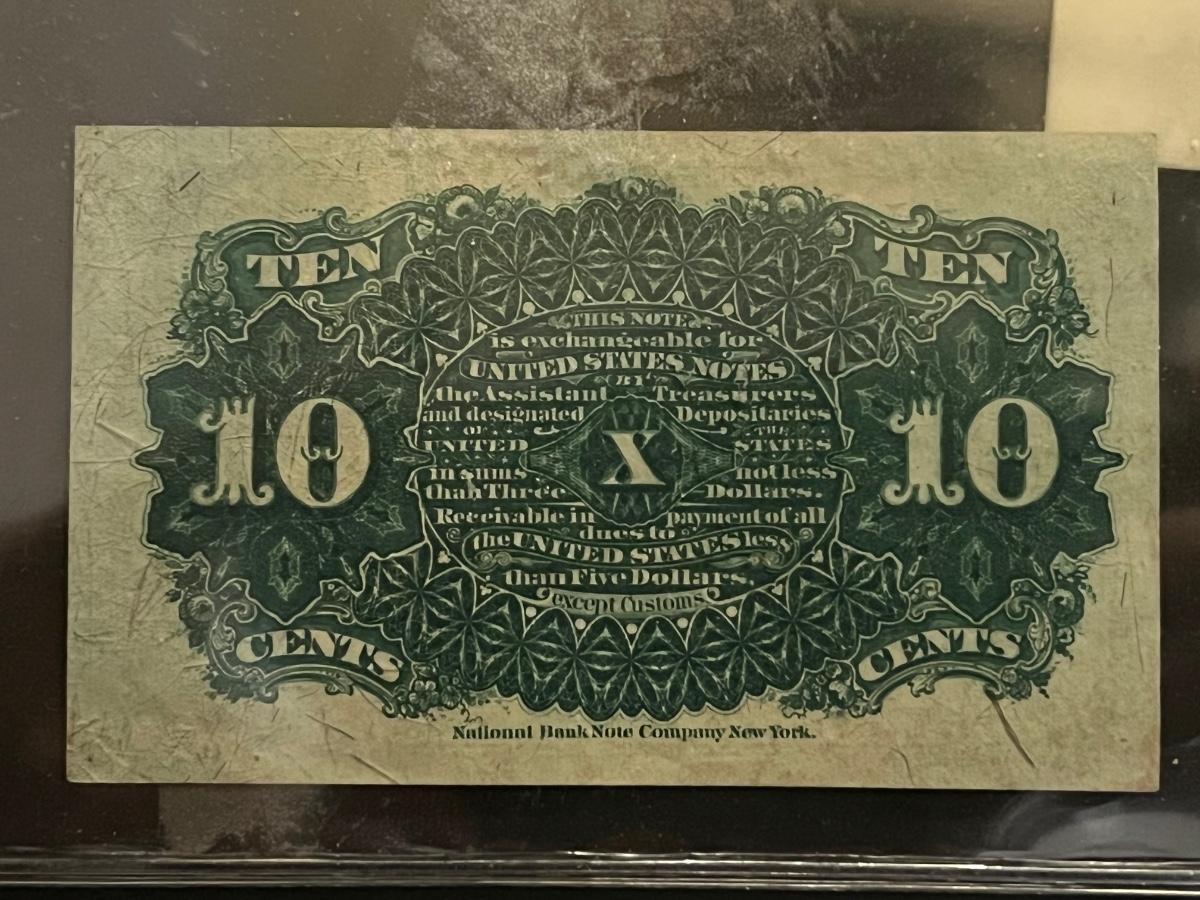 TEN TEN
THIS NOTE
is exchangeable for
UNITED STATES NOTES
BY
the Assistant Treasurers
and designated Depositaries
OF THE
UNITED STATES
10 X 10
in sums not less
than Three Dollars.
Receivable in payment of all
dues to
the UNITED STATES less
than Five Dollars,
except Customs.
CENTS CENTS
National Bank Note Company New York.